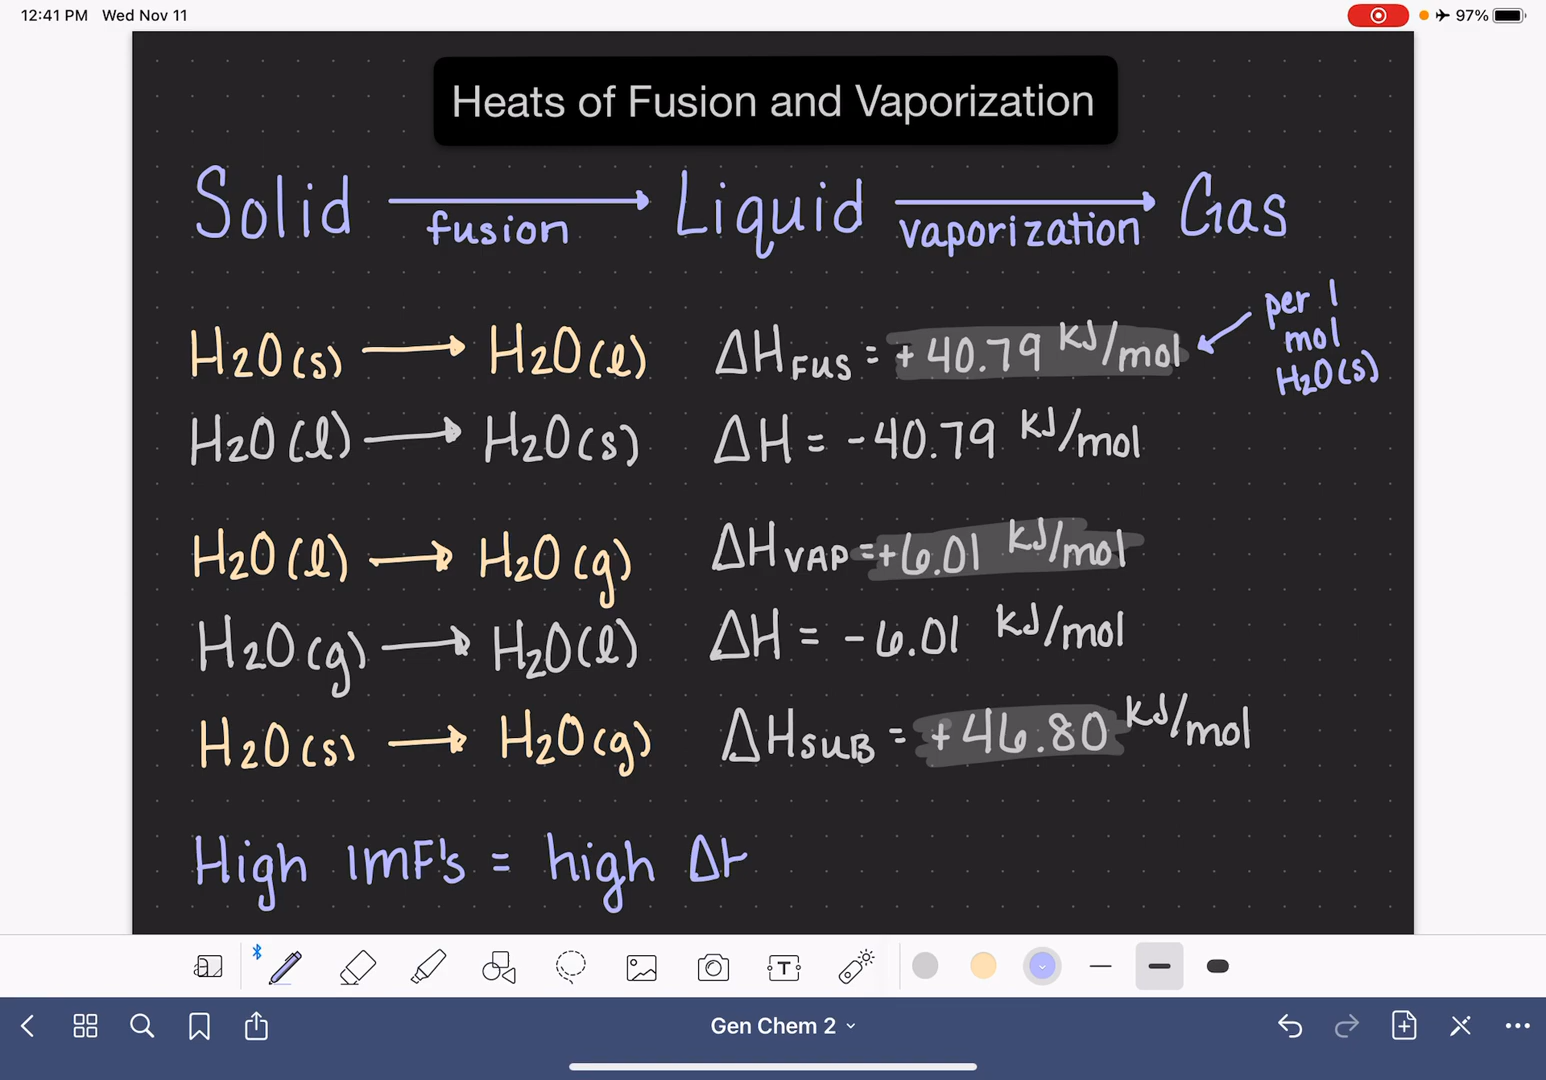 12:41 PM Wed Nov 11
97%
Heats of Fusion and Vaporization
Solid fusion Liquid vaporization Gas
H2O(s) → H2O(l) ΔHFUS = +40.79 kJ/mol
per 1
mol
H2O(s)
H2O(l) → H2O(s) ΔH = -40.79 kJ/mol
H2O(l) → H2O(g) ΔHVAP = +6.01 kJ/mol
H2O(g) → H2O(l) ΔH = -6.01 kJ/mol
H2O(s) → H2O(g) ΔHSUB = +46.80 kJ/mol
High IMF's = high Δ
T
Gen Chem 2